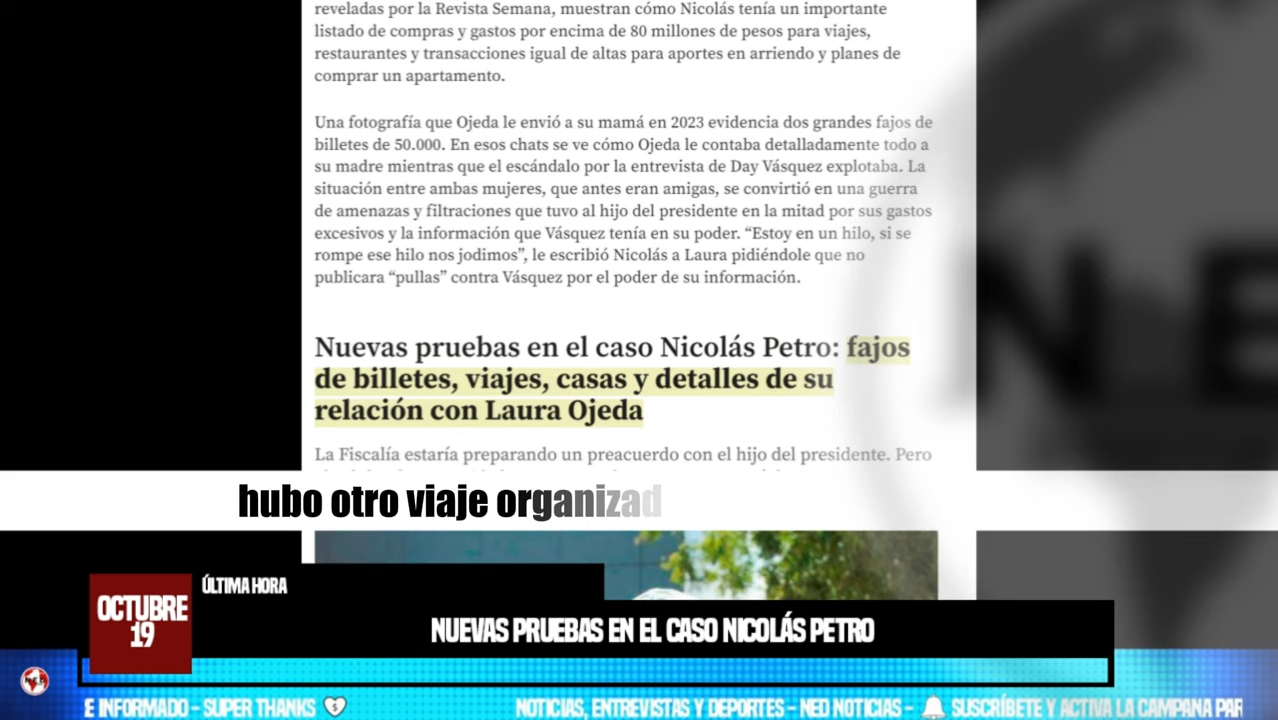 reveladas por la Revista Semana, muestran cómo Nicolás tenía un importante
listado de compras y gastos por encima de 80 millones de pesos para viajes,
restaurantes y transacciones igual de altas para aportes en arriendo y planes de
comprar un apartamento.
Una fotografía que Ojeda le envió a su mamá en 2023 evidencia dos grandes fajos de
billetes de 50.000. En esos chats se ve cómo Ojeda le contaba detalladamente todo a
su madre mientras que el escándalo por la entrevista de Day Vásquez explotaba. La
situación entre ambas mujeres, que antes eran amigas, se convirtió en una guerra
de amenazas y filtraciones que tuvo al hijo del presidente en la mitad por sus gastos
excesivos y la información que Vásquez tenía en su poder. “Estoy en un hilo, si se
rompe ese hilo nos jodimos”, le escribió Nicolás a Laura pidiéndole que no
publicara “pullas” contra Vásquez por el poder de su información.
Nuevas pruebas en el caso Nicolás Petro: fajos
de billetes, viajes, casas y detalles de su
relación con Laura Ojeda
La Fiscalía estaría preparando un preacuerdo con el hijo del presidente. Pero
hubo otro viaje organizad
ÚLTIMA HORA
OCTUBRE
19
NUEVAS PRUEBAS EN EL CASO NICOLÁS PETRO
E INFORMADO - SUPER THANKS
NOTICIAS, ENTREVISTAS Y DEPORTES - NED NOTICIAS -
SUSCRÍBETE Y ACTIVA LA CAMPANA PAR